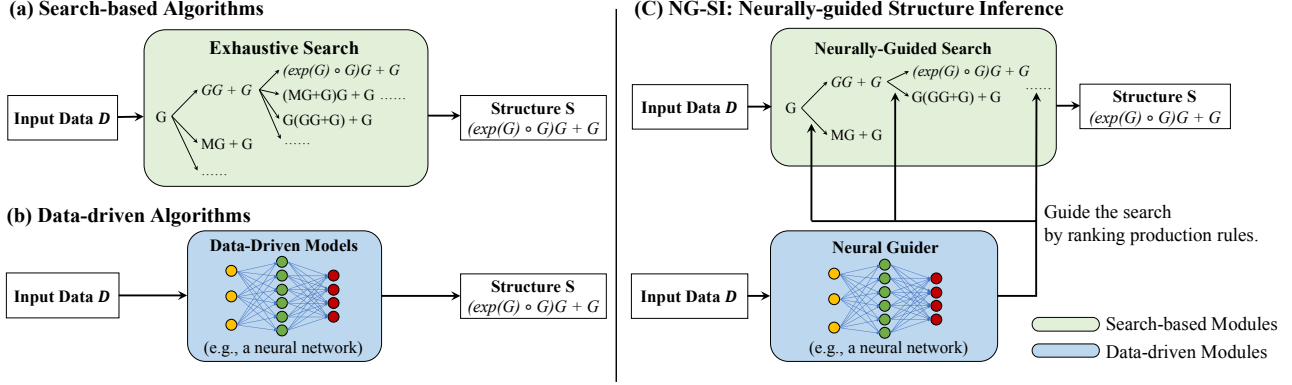 (a) Search-based Algorithms
Exhaustive Search
Input Data D
G
GG + G
MG + G
......
(exp(G) ∘ G)G + G
(MG+G)G + G ......
G(GG+G) + G
......
Structure S
(exp(G) ∘ G)G + G
(b) Data-driven Algorithms
Data-Driven Models
Input Data D
(e.g., a neural network)
Structure S
(exp(G) ∘ G)G + G
(C) NG-SI: Neurally-guided Structure Inference
Neurally-Guided Search
Input Data D
G
GG + G
MG + G
(exp(G) ∘ G)G + G
G(GG+G) + G
......
Structure S
(exp(G) ∘ G)G + G
Guide the search
by ranking production rules.
Neural Guider
Input Data D
(e.g., a neural network)
Search-based Modules
Data-driven Modules